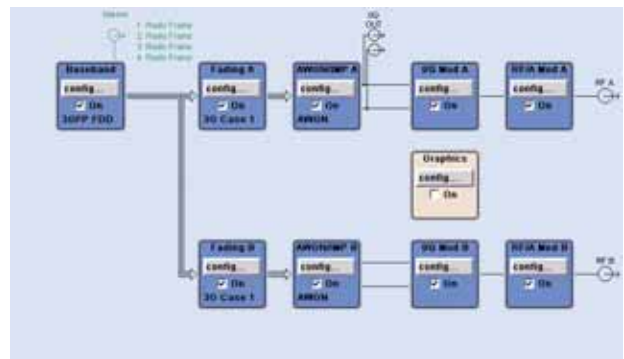 I/Q
OUT
1 Radio Frame
2 Radio Frame
3 Radio Frame
4 Radio Frame
Baseband
config...
On
3GPP FDD
Fading A
config...
On
3G Case 1
AWGN/IMP A
config...
On
AWGN
I/Q Mod A
config...
On
RF/A Mod A
config...
On
RF A
Graphics
config...
On
Fading B
config...
On
3G Case 1
AWGN/IMP B
config...
On
AWGN
I/Q Mod B
config...
On
RF/A Mod B
config...
On
RF B